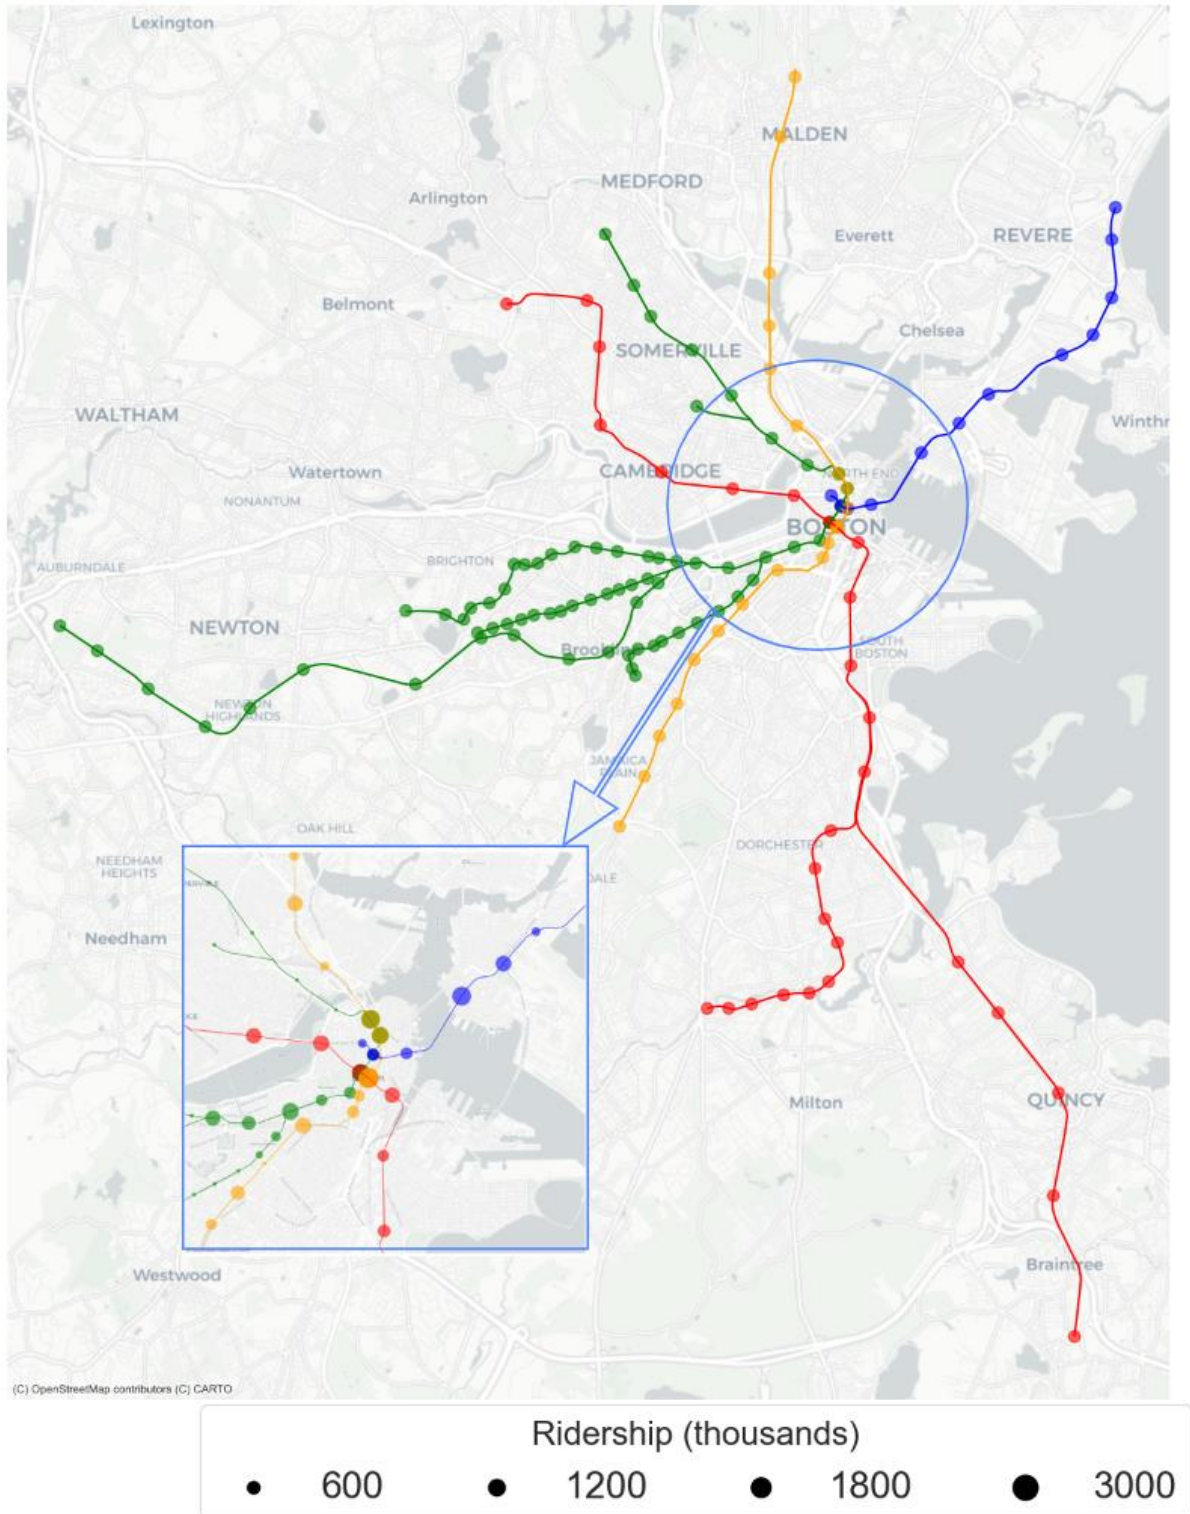 Lexington
MALDEN
MEDFORD
Arlington
Everett
REVERE
Belmont
Chelsea
SOMERVILLE
WALTHAM
Winthr
CAMBRIDGE
Watertown
NORTH END
NONANTUM
BOSTON
BRIGHTON
AUBURNDALE
NEWTON
SOUTH
BOSTON
NEWTON
HIGHLANDS
JAMAICA
PLAIN
OAK HILL
DORCHESTER
NEEDHAM
HEIGHTS
DALE
Needham
Milton
QUINCY
Westwood
Braintree
(C) OpenStreetMap contributors (C) CARTO
Ridership (thousands)
600 1200 1800 3000